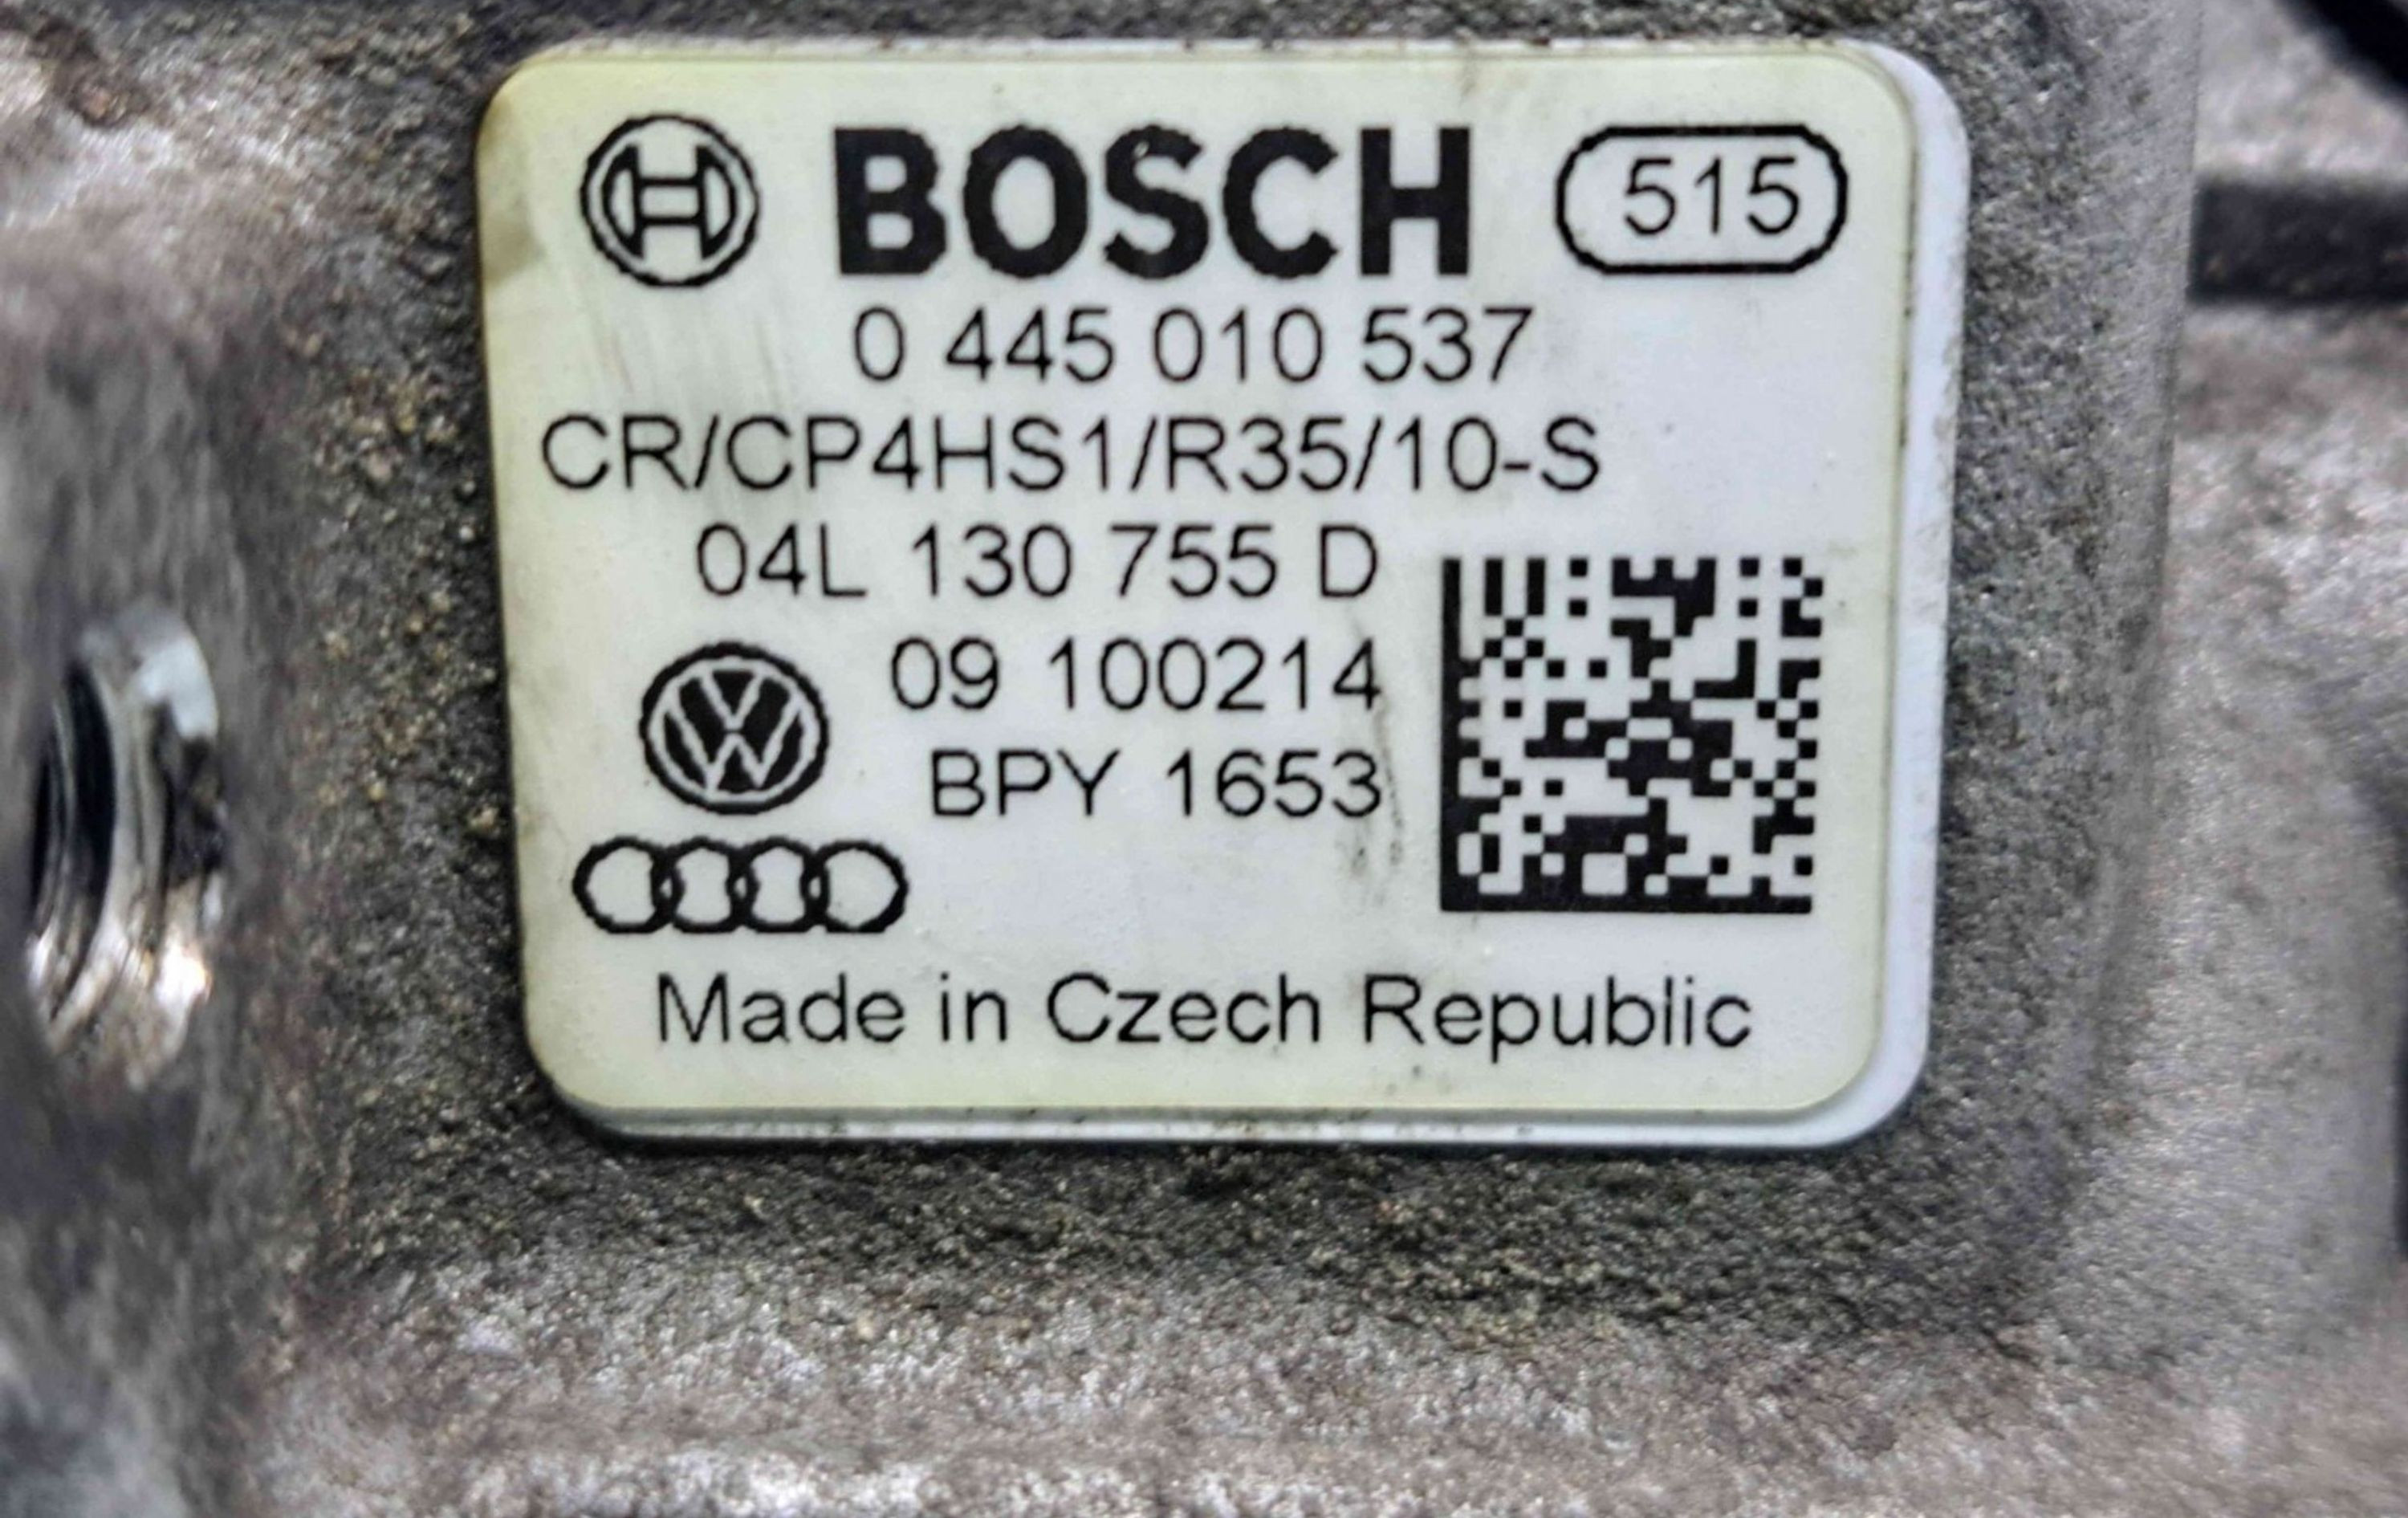 BOSCH 515
0 445 010 537
CR/CP4HS1/R35/10-S
04L 130 755 D
09 100214
BPY 1653
Made in Czech Republic